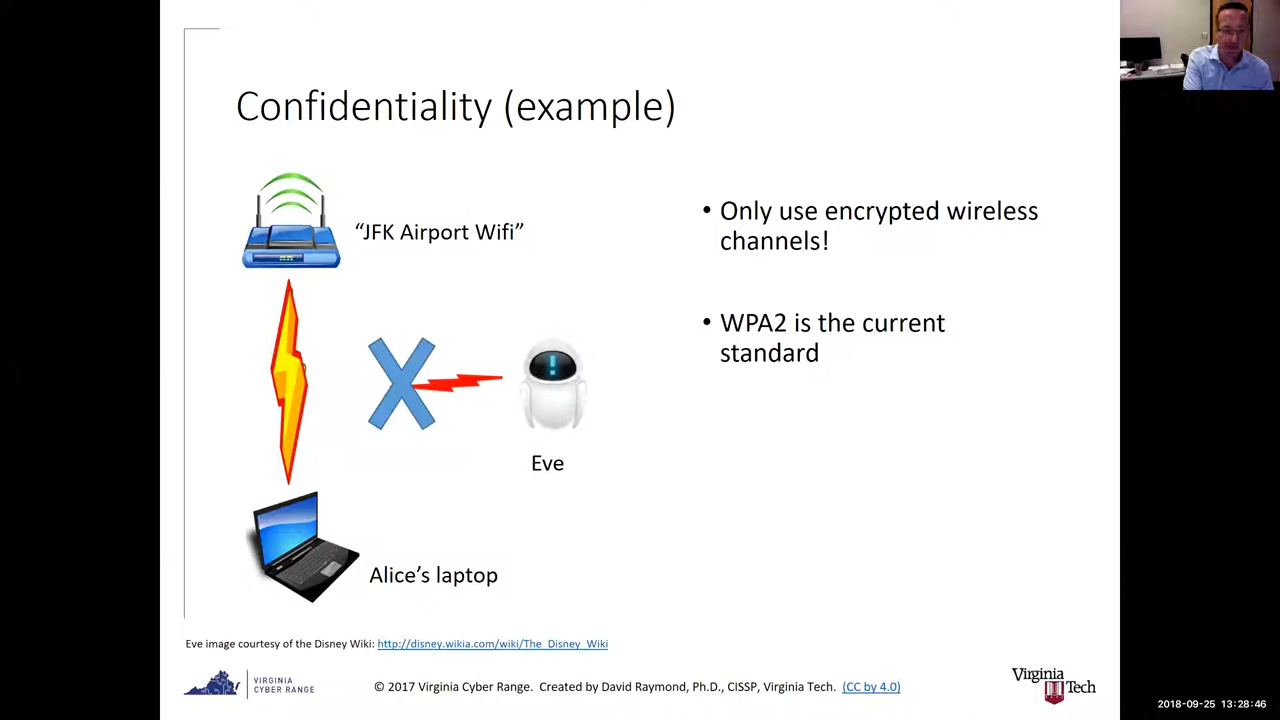 Confidentiality (example)
“JFK Airport Wifi”
• Only use encrypted wireless
channels!
• WPA2 is the current
standard
Eve
Alice’s laptop
Eve image courtesy of the Disney Wiki: http://disney.wikia.com/wiki/The_Disney_Wiki
VIRGINIA
CYBER RANGE
© 2017 Virginia Cyber Range. Created by David Raymond, Ph.D., CISSP, Virginia Tech. (CC by 4.0)
Virginia
Tech
2018-09-25 13:28:46